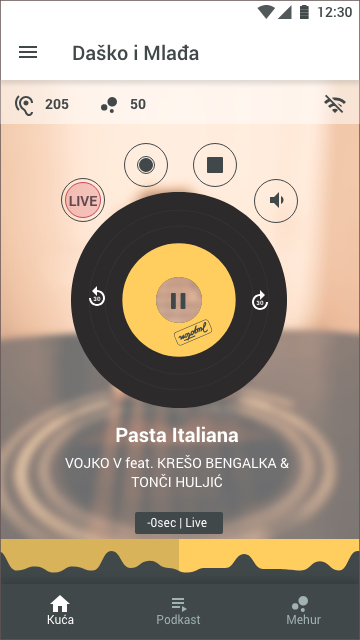 12:30
Daško i Mlađa
205
50
LIVE
30
30
Jugoton
Pasta Italiana
VOJKO V feat. KREŠO BENGALKA &
TONČI HULJIĆ
-0sec | Live
Kuća
Podkast
Mehur